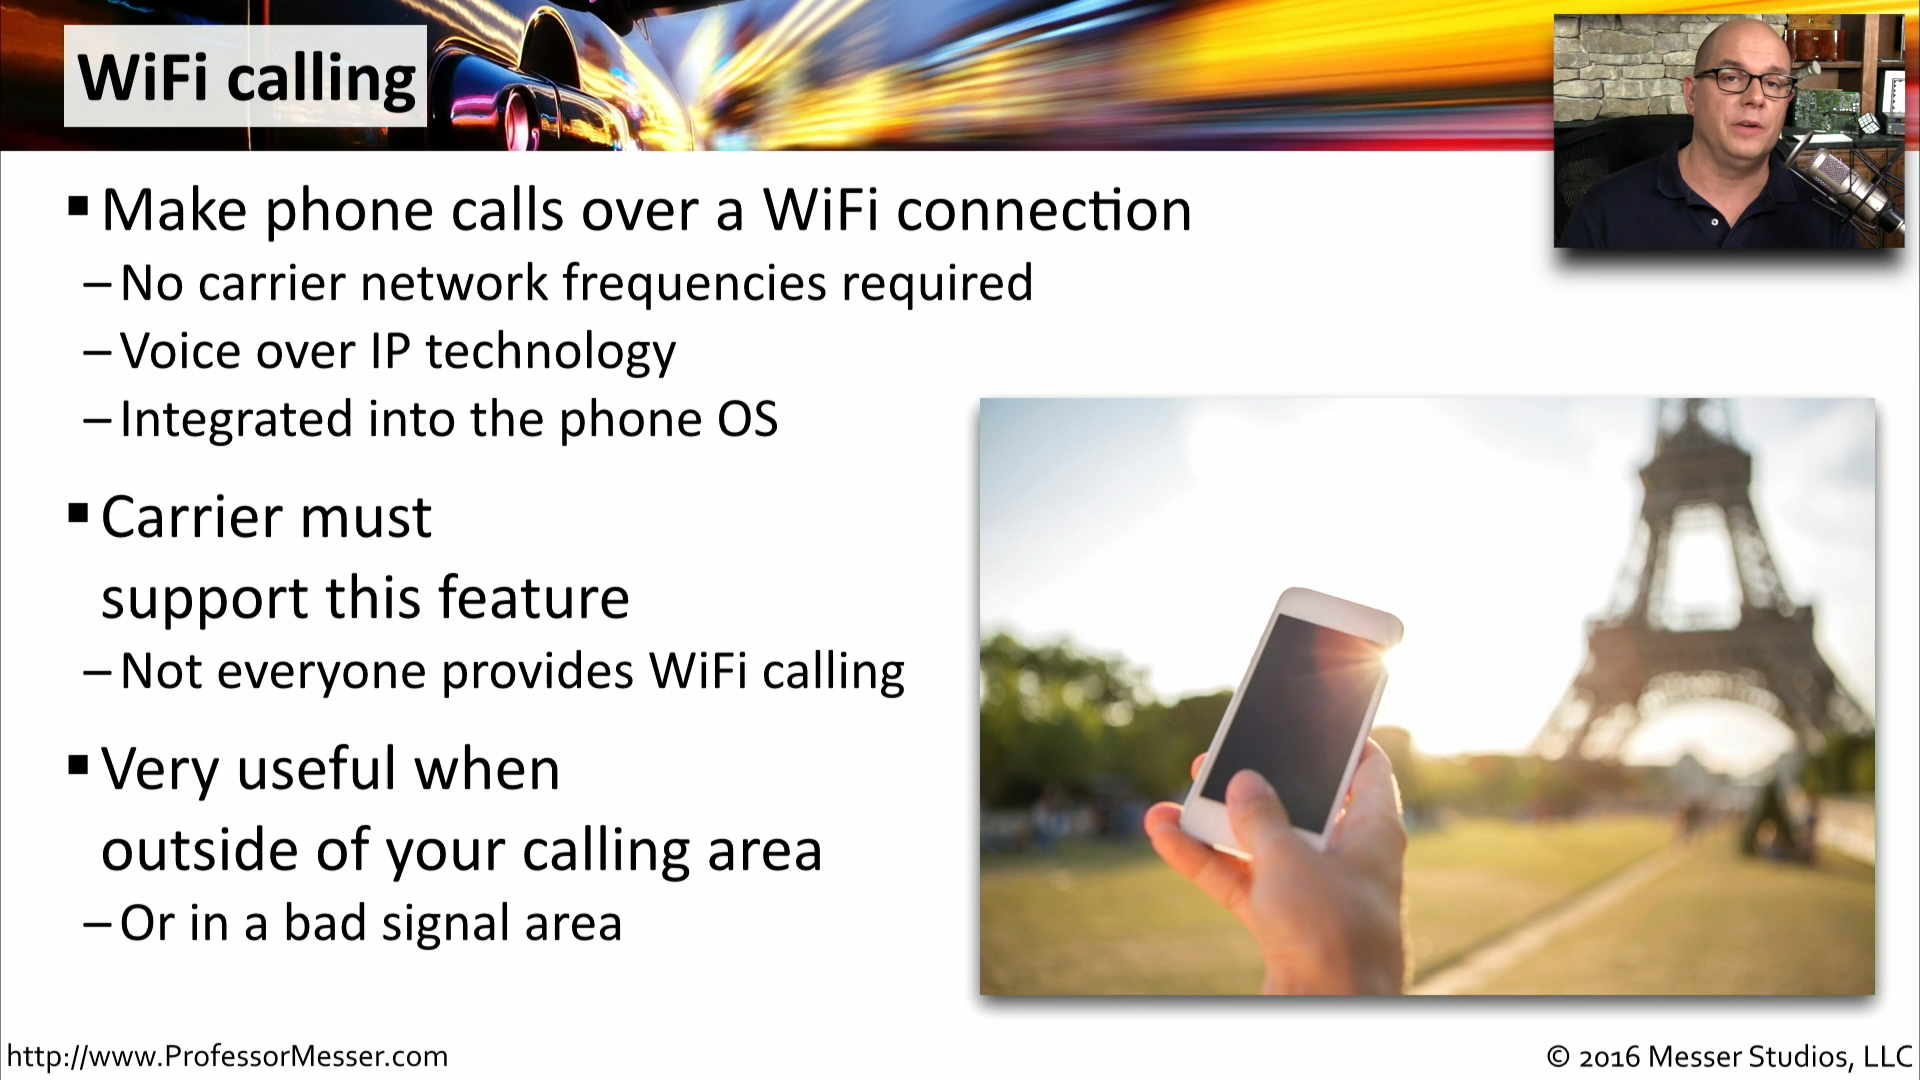 WiFi calling
▪ Make phone calls over a WiFi connection
– No carrier network frequencies required
– Voice over IP technology
– Integrated into the phone OS
▪ Carrier must
support this feature
– Not everyone provides WiFi calling
▪ Very useful when
outside of your calling area
– Or in a bad signal area
http://www.ProfessorMesser.com
© 2016 Messer Studios, LLC